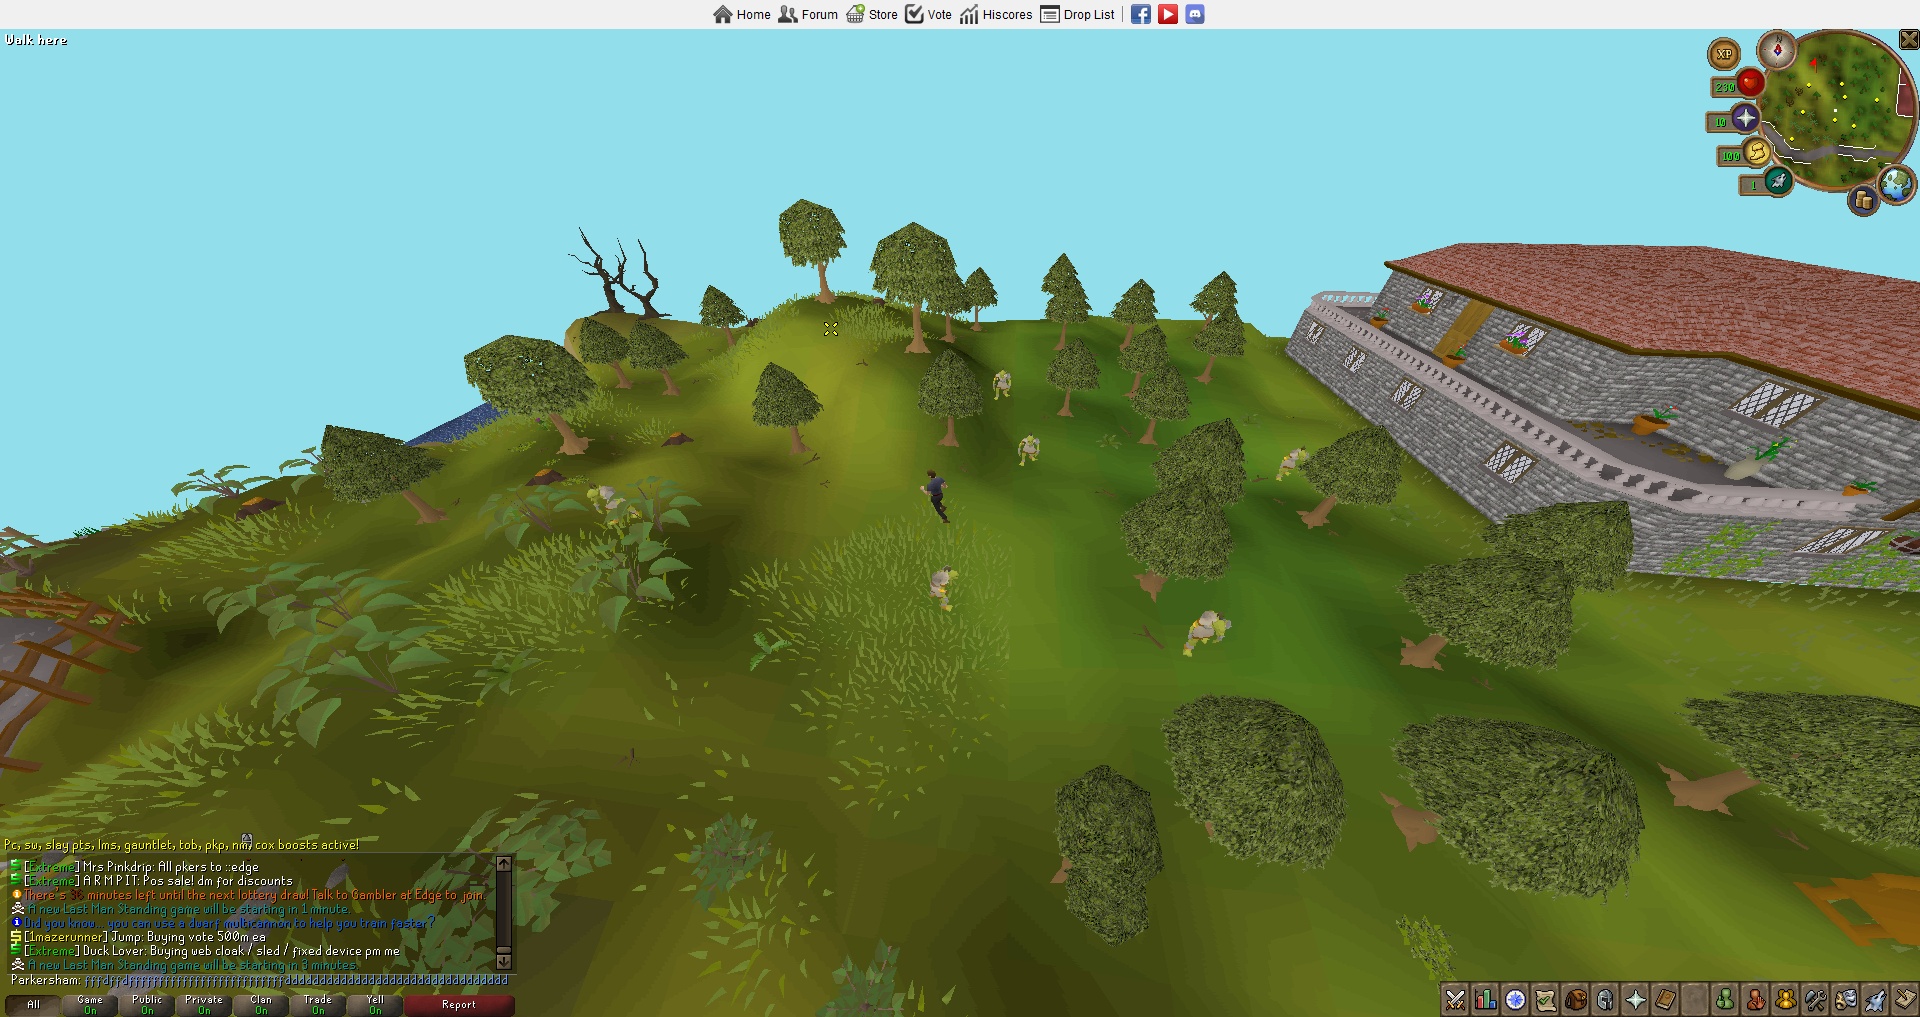 Home Forum Store Vote Hiscores Drop List
Walk here
XP
230
10
100
1
Pc, sw, slay pts, lms, gauntlet, tob, pkp, nm, cox boosts active!
[Extreme] Mrs Pinkdrip: All pkers to ::edge
[Extreme] A R M P I T: Pos sale! dm for discounts
There's 36 minutes left until the next lottery draw! Talk to Gambler at Edge to join.
A new Last Man Standing game will be starting in 1 minute.
Did you know... you can use a dwarf multicannon to help you train faster?
[1mazerunner] Jump: Buying vote 500m ea
[Extreme] Duck Lover: Buying web cloak / sled / fixed device pm me
A new Last Man Standing game will be starting in 3 minutes.
Parkersham:
All Game On Public On Private On Clan On Trade On Yell On Report